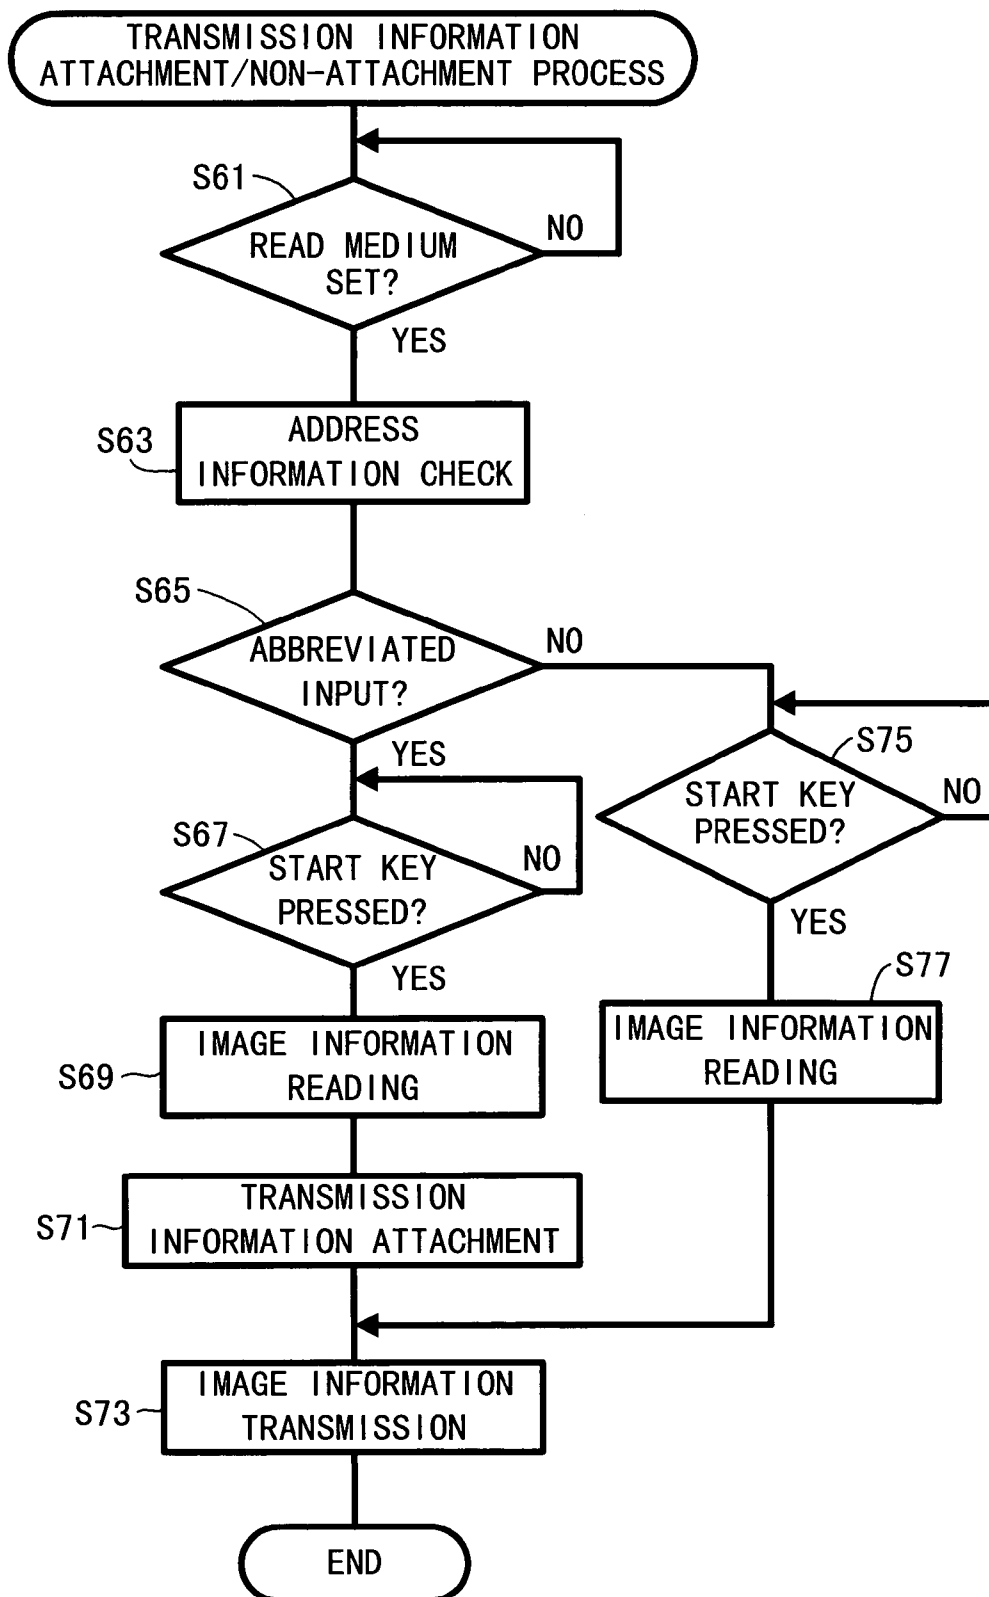 TRANSMISSION INFORMATION
ATTACHMENT/NON-ATTACHMENT PROCESS
S61
READ MEDIUM
SET?
NO
YES
S63
ADDRESS
INFORMATION CHECK
S65
ABBREVIATED
INPUT?
NO
YES
S75
START KEY
PRESSED?
NO
YES
S67
START KEY
PRESSED?
NO
YES
S77
IMAGE INFORMATION
READING
S69
IMAGE INFORMATION
READING
S71
TRANSMISSION
INFORMATION ATTACHMENT
S73
IMAGE INFORMATION
TRANSMISSION
END